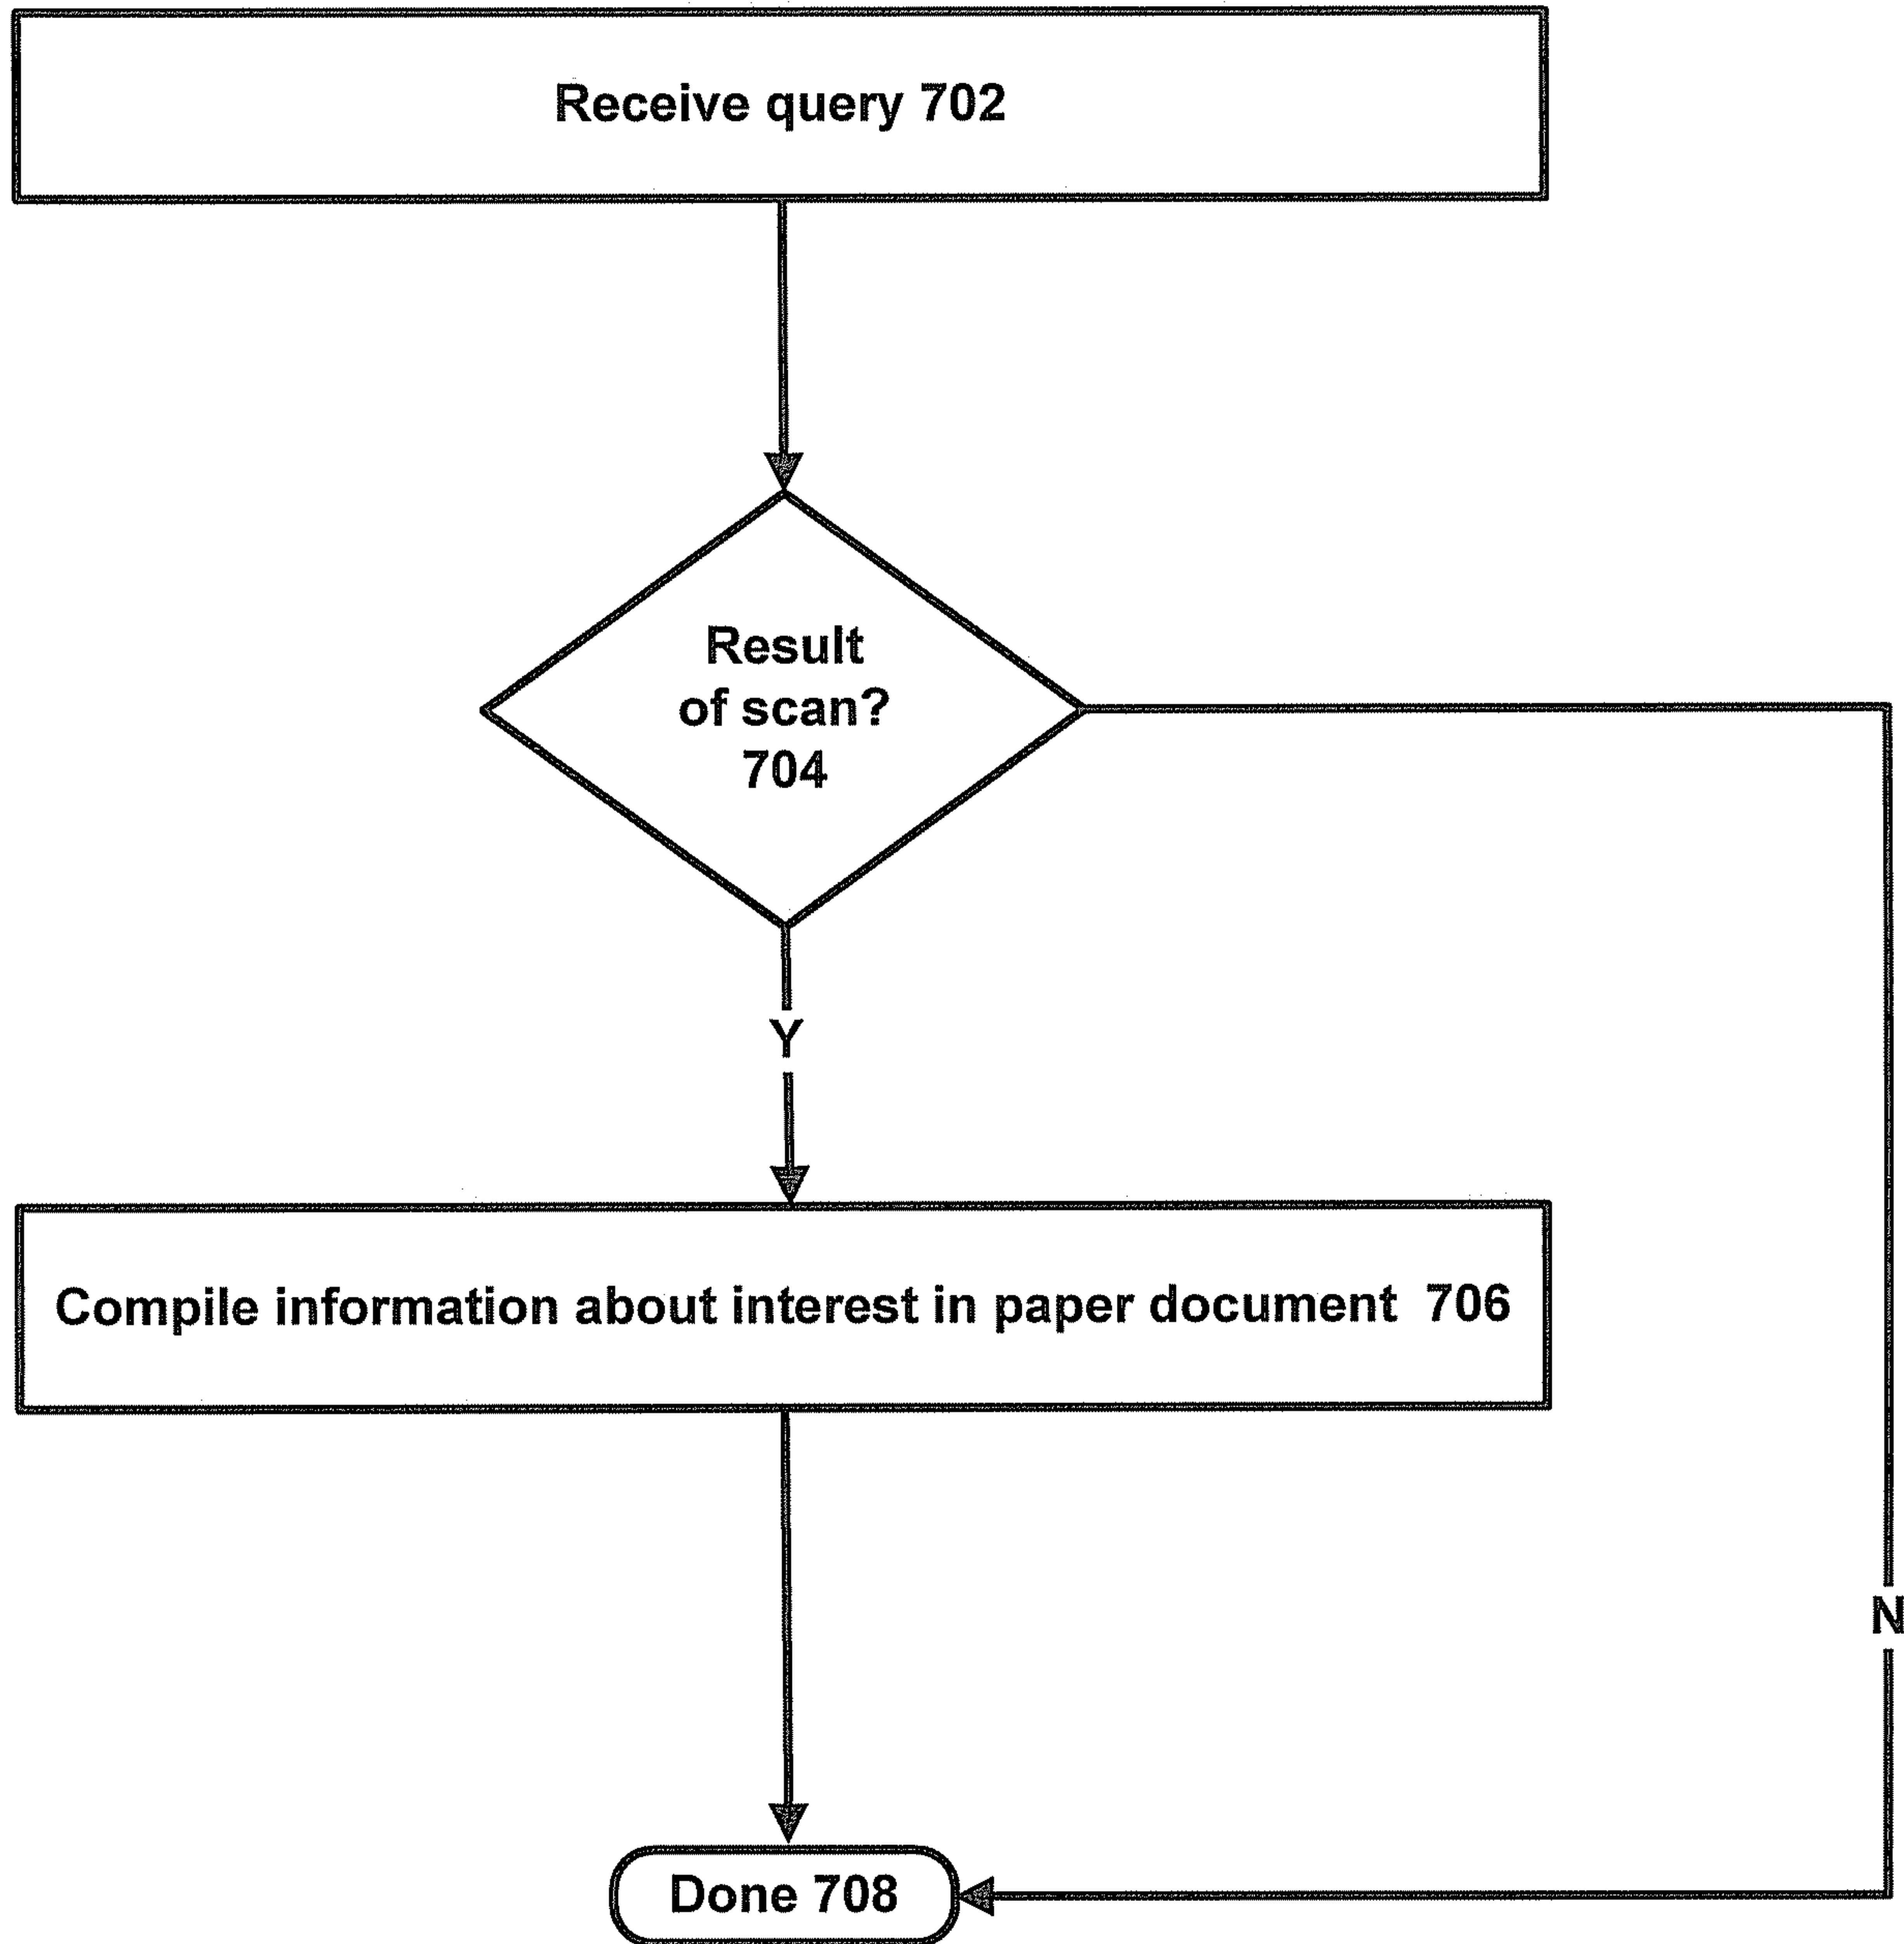 Receive query 702
Result
of scan?
704
Y
Compile information about interest in paper document 706
N
Done 708